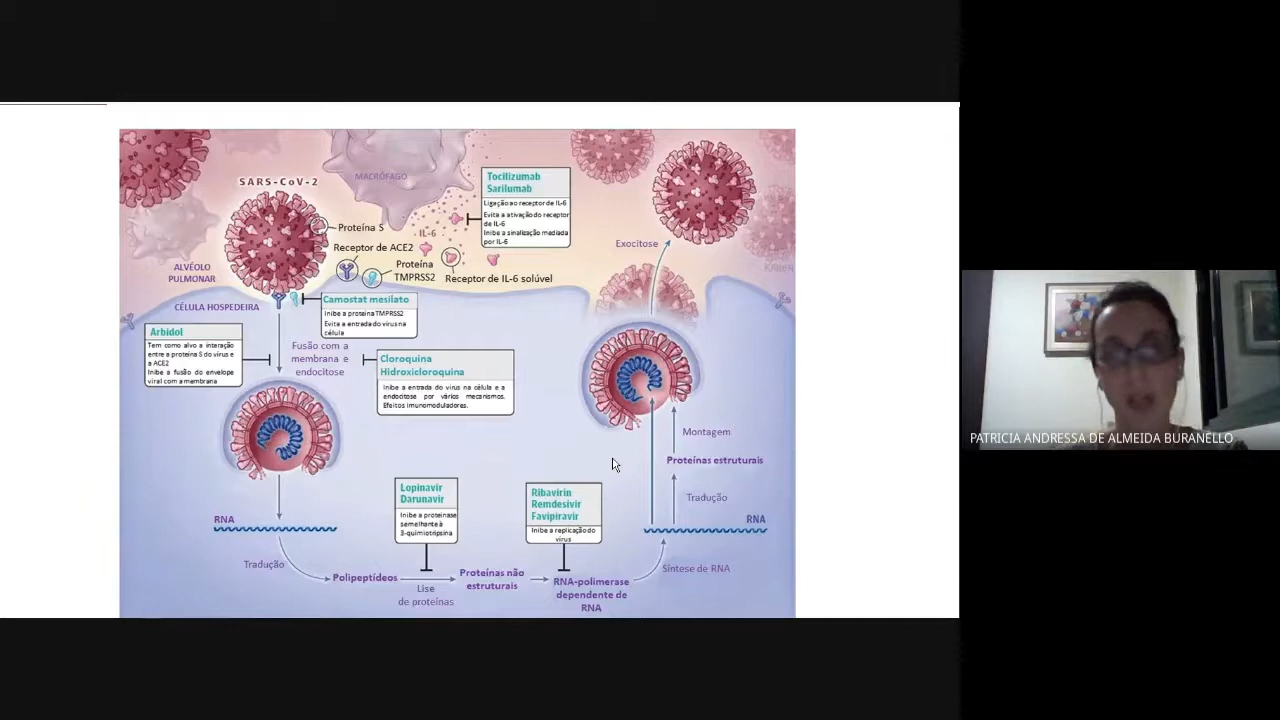 SARS-CoV-2
MACRÓFAGO
Tocilizumab
Sarilumab
Ligação ao receptor de IL-6
Evita a ativação do receptor
de IL-6
Inibe a sinalização mediada
por IL-6
Proteína S
IL-6
Receptor de ACE2
Proteína
TMPRSS2
Receptor de IL-6 solúvel
Exocitose
ALVÉOLO
PULMONAR
CÉLULA HOSPEDEIRA
Camostat mesilato
Inibe a proteína TMPRSS2
Evita a entrada do vírus na
célula
Arbidol
Tem como alvo a interação
entre a proteína S do vírus e
a ACE2
Inibe a fusão do envelope
viral com a membrana
Fusão com a
membrana e
endocitose
Cloroquina
Hidroxicloroquina
Inibe a entrada do vírus na célula e a
endocitose por vários mecanismos.
Efeitos imunomoduladores.
Montagem
Proteínas estruturais
Tradução
RNA
Lopinavir
Darunavir
Inibe a proteinase
semelhante à
3-quimiotripsina
Ribavirin
Remdesivir
Favipiravir
Inibe a replicação do
vírus
RNA
Tradução
Polipeptídeos
Lise
de proteínas
Proteínas não
estruturais
RNA-polimerase
dependente de
RNA
Síntese de RNA
PATRICIA ANDRESSA DE ALMEIDA BURANELLO